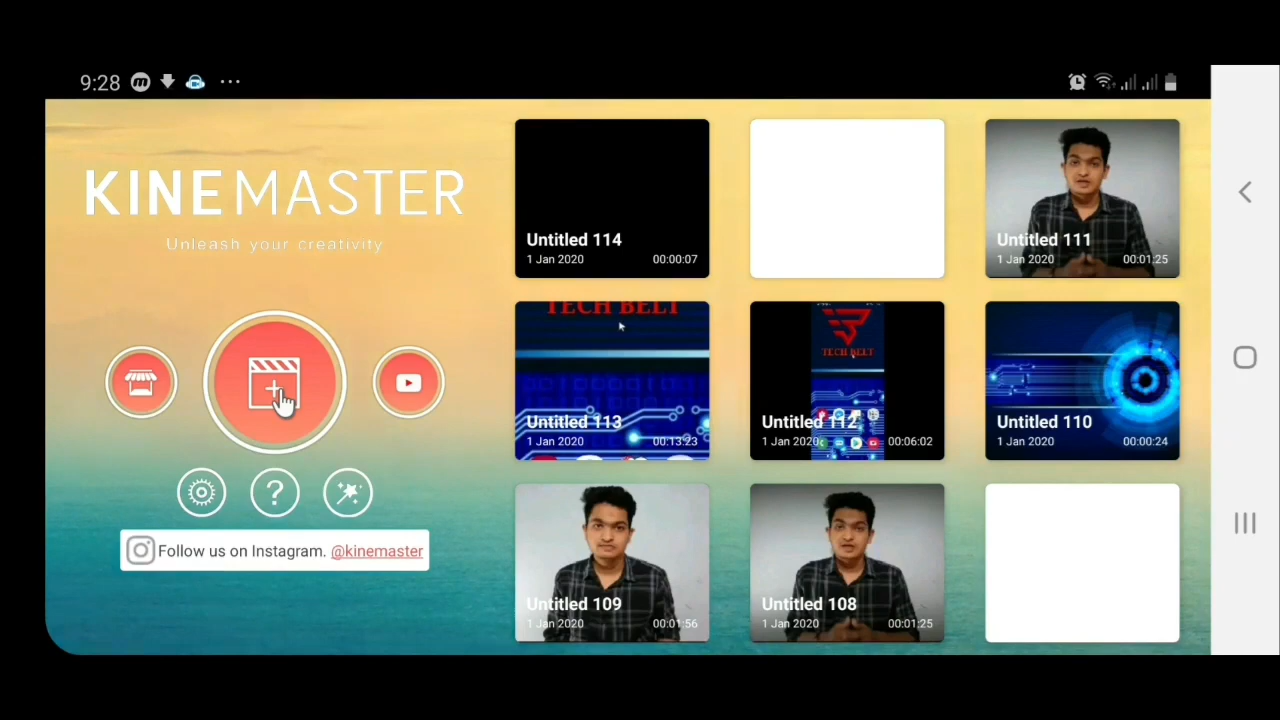 9:28
KINEMASTER
Unleash your creativity
Follow us on Instagram. @kinemaster
Untitled 114
1 Jan 2020 00:00:07
Untitled 111
1 Jan 2020 00:01:25
TECH BELT
Untitled 113
1 Jan 2020 00:13:23
TECH BELT
Untitled 112
1 Jan 2020 00:06:02
Untitled 110
1 Jan 2020 00:00:24
Untitled 109
1 Jan 2020 00:01:56
Untitled 108
1 Jan 2020 00:01:25